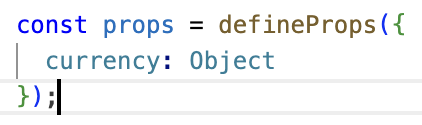 const props = defineProps({
  currency: Object
});